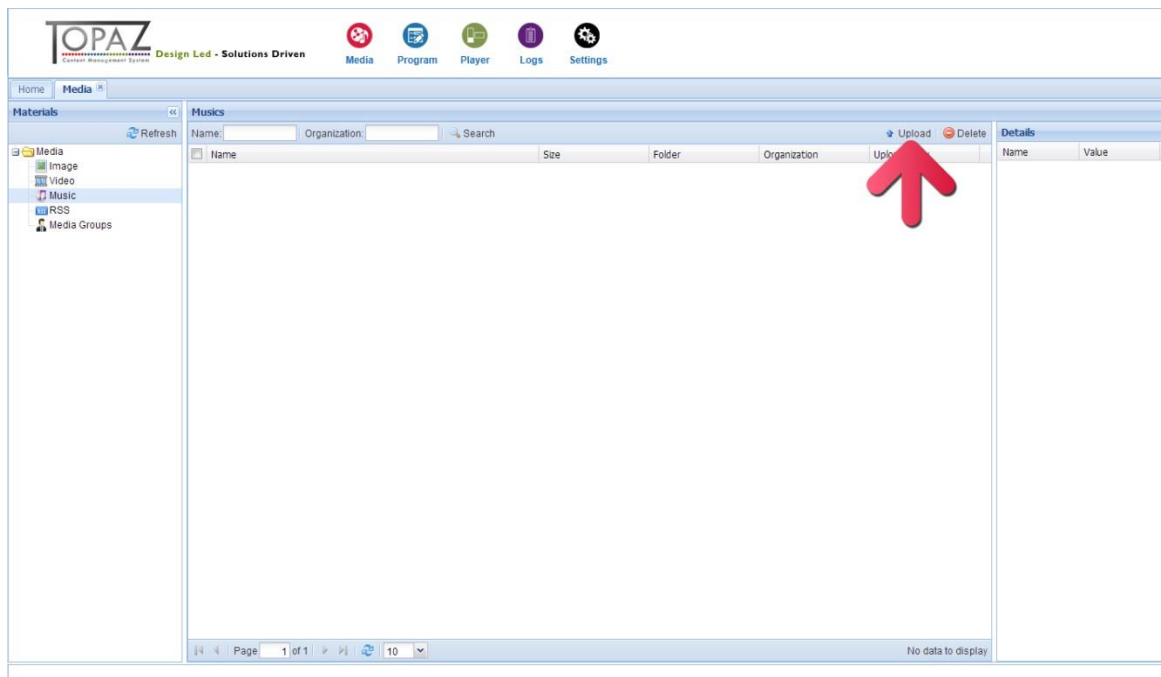 TOPAZ
Content Management System
Design Led - Solutions Driven
Media Program Player Logs Settings
Home Media
Materials
Refresh
Media
Image
Video
Music
RSS
Media Groups
Musics
Name: Organization: Search Upload Delete
Name Size Folder Organization
Page 1 of 1 10 No data to display
Details
Name Value